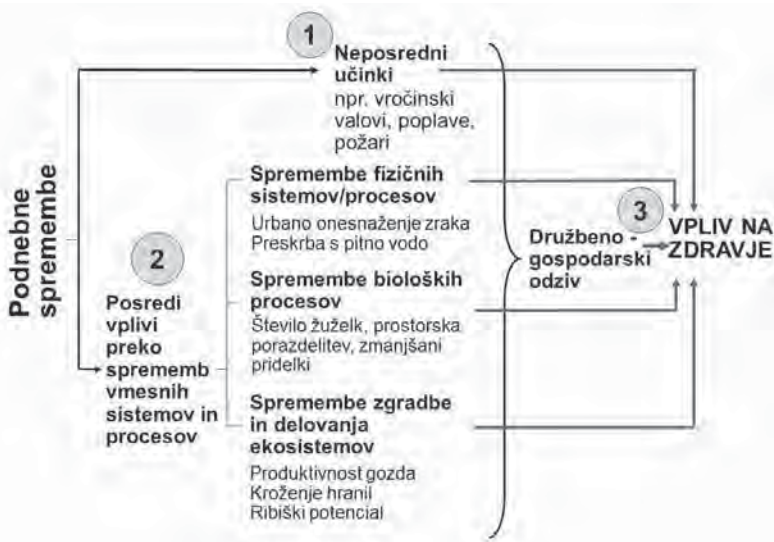 1
Neposredni
učinki
npr. vročinski
valovi, poplave,
požari
Podnebne
spremembe
2
Posredi
vplivi
preko
sprememb
vmesnih
sistemov in
procesov
Spremembe fizičnih
sistemov/procesov
Urbano onesnaženje zraka
Preskrba s pitno vodo
Spremembe bioloških
procesov
Število žuželk, prostorska
porazdelitev, zmanjšani
pridelki
Spremembe zgradbe
in delovanja
ekosistemov
Produktivnost gozda
Kroženje hranil
Ribiški potencial
Družbeno -
gospodarski
odziv
3
VPLIV NA
ZDRAVJE